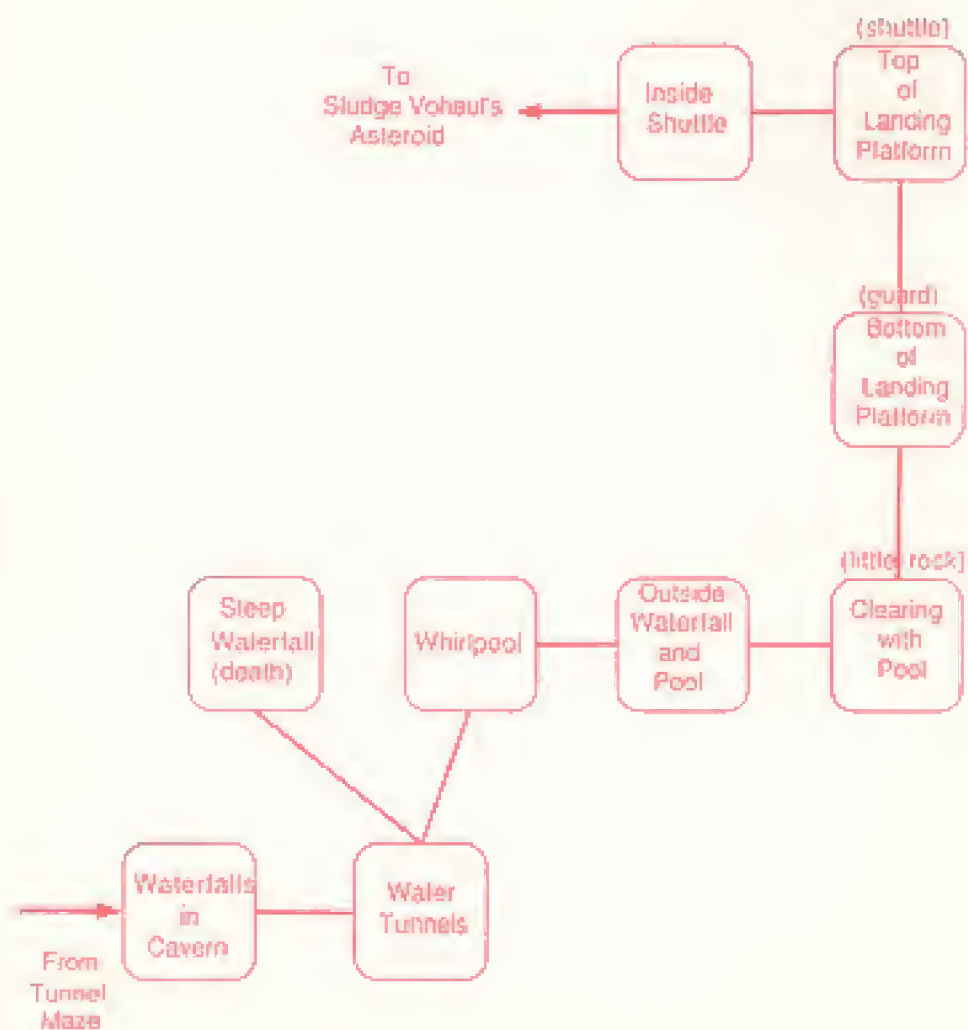 (shuttle)
To
Sludge Vohaul's
Asteroid
Inside
Shuttle
Top
of
Landing
Platform
(guard)
Bottom
of
Landing
Platform
(little rock)
Steep
Waterfall
(death)
Whirlpool
Outside
Waterfall
and
Pool
Clearing
with
Pool
Waterfalls
in
Cavern
Water
Tunnels
From
Tunnel
Maze